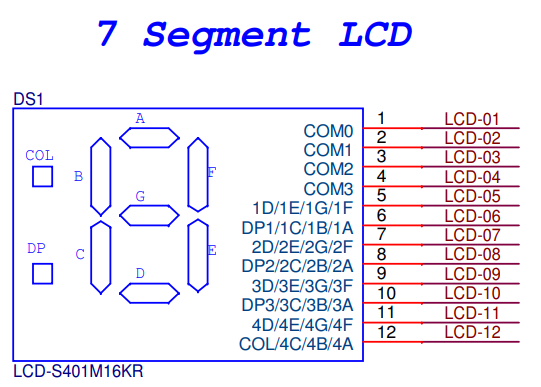 7 Segment LCD
DS1
A
COL
B
F
G
DP
C
E
D
COM0 1 LCD-01
COM1 2 LCD-02
COM2 3 LCD-03
COM3 4 LCD-04
1D/1E/1G/1F 5 LCD-05
DP1/1C/1B/1A 6 LCD-06
2D/2E/2G/2F 7 LCD-07
DP2/2C/2B/2A 8 LCD-08
3D/3E/3G/3F 9 LCD-09
DP3/3C/3B/3A 10 LCD-10
4D/4E/4G/4F 11 LCD-11
COL/4C/4B/4A 12 LCD-12
LCD-S401M16KR